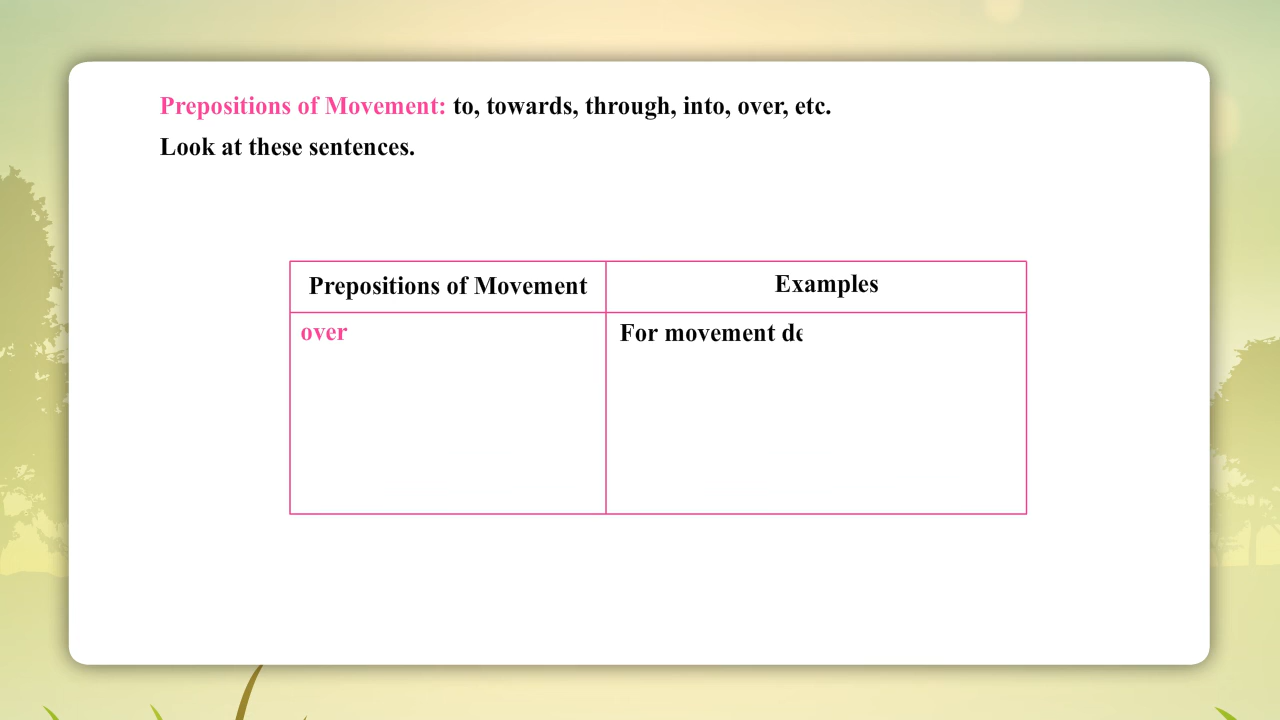 Prepositions of Movement: to, towards, through, into, over, etc.
Look at these sentences.
Prepositions of Movement
Examples
over
For movement